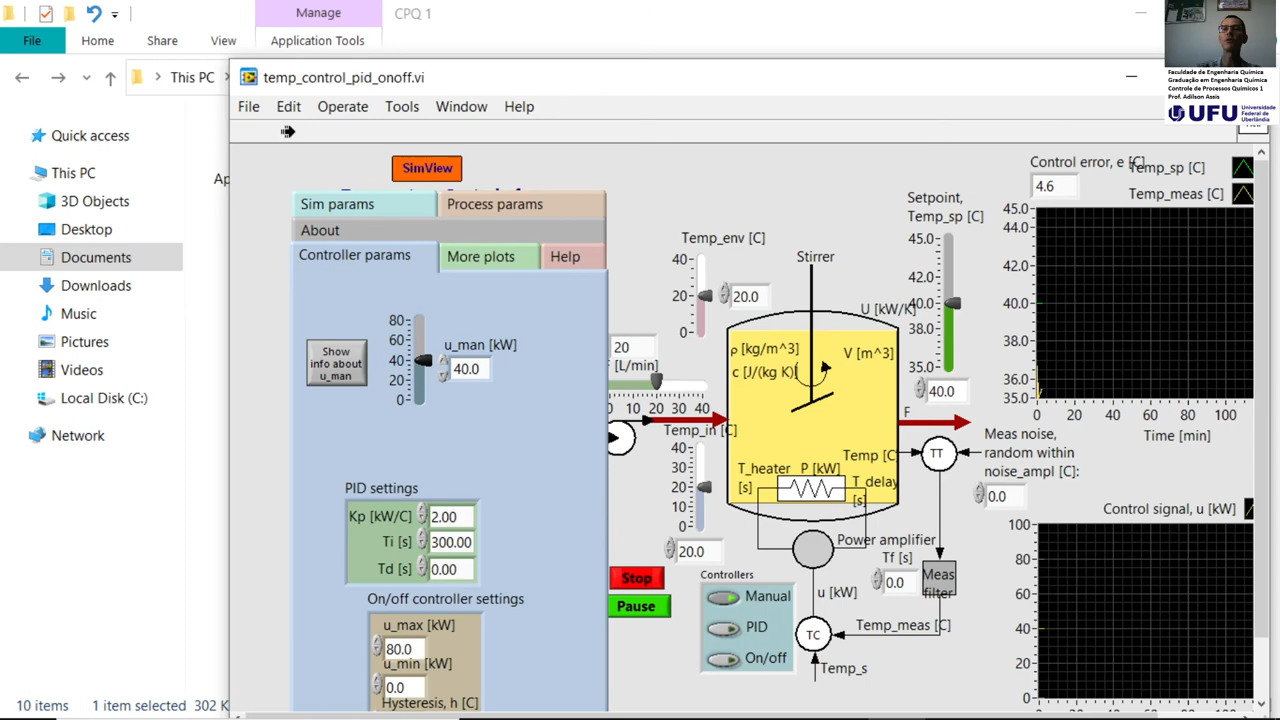 Manage
CPQ 1
File
Home
Share
View
Application Tools
This PC
Quick access
This PC
3D Objects
Desktop
Documents
Downloads
Music
Pictures
Videos
Local Disk (C:)
Network
10 items
1 item selected
302 K
Ap
temp_control_pid_onoff.vi
File
Edit
Operate
Tools
Window
Help
Faculdade de Engenharia Química
Graduação em Engenharia Química
Controle de Processos Químicos 1
Prof. Adilson Assis
UFU
Universidade
Federal de
Uberlândia
SimView
Sim params
Process params
About
Controller params
More plots
Help
80
60
40
20
0
Show
info about
u_man
u_man [kW]
40.0
PID settings
Kp [kW/C]
2.00
Ti [s]
300.00
Td [s]
0.00
On/off controller settings
u_max [kW]
80.0
u_min [kW]
0.0
Hysteresis, h [C]
Temp_env [C]
40
20
0
20.0
Stirrer
20
[L/min]
0 10 20 30 40
Temp_in [C]
40
30
20
10
0
20.0
Stop
Pause
U [kW/K]
ρ [kg/m^3]
c [J/(kg K)]
V [m^3]
Temp [C
T_heater
[s]
P [kW]
T_delay
[s]
Power amplifier
Controllers
Manual
PID
On/off
u [kW]
TC
Temp_s
Temp_meas [C]
Tf [s]
0.0
Meas
filter
TT
F
Setpoint,
Temp_sp [C]
45.0
42.0
40.0
38.0
35.0
40.0
Meas noise,
random within
noise_ampl [C]:
0.0
Control error, e [C]
4.6
Temp_sp [C]
Temp_meas [C]
45.0
44.0
42.0
40.0
38.0
36.0
35.0
0 20 40 60 80 100
Time [min]
Control signal, u [kW]
100
80
60
40
20
0